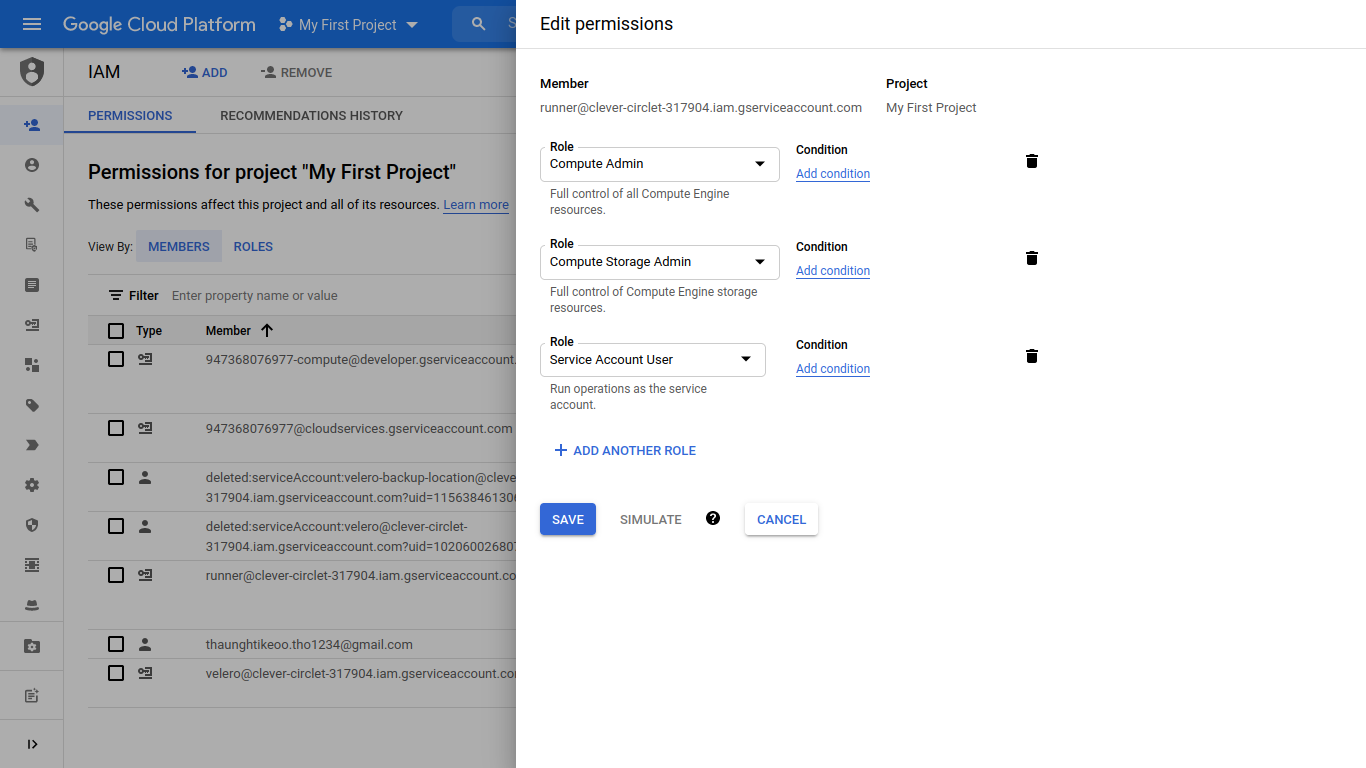 Google Cloud Platform
My First Project
S
IAM
ADD
REMOVE
PERMISSIONS
RECOMMENDATIONS HISTORY
Permissions for project "My First Project"
These permissions affect this project and all of its resources. Learn more
View By:
MEMBERS
ROLES
Filter
Enter property name or value
Type
Member
947368076977-compute@developer.gserviceaccount.
947368076977@cloudservices.gserviceaccount.com
deleted:serviceAccount:velero-backup-location@cleve
317904.iam.gserviceaccount.com?uid=115638461306
deleted:serviceAccount:velero@clever-circlet-
317904.iam.gserviceaccount.com?uid=102060026807
runner@clever-circlet-317904.iam.gserviceaccount.co
thaunghtikeoo.tho1234@gmail.com
velero@clever-circlet-317904.iam.gserviceaccount.co
Edit permissions
Member
Project
runner@clever-circlet-317904.iam.gserviceaccount.com
My First Project
Role
Compute Admin
Condition
Add condition
Full control of all Compute Engine
resources.
Role
Compute Storage Admin
Condition
Add condition
Full control of Compute Engine storage
resources.
Role
Service Account User
Condition
Add condition
Run operations as the service
account.
ADD ANOTHER ROLE
SAVE
SIMULATE
?
CANCEL